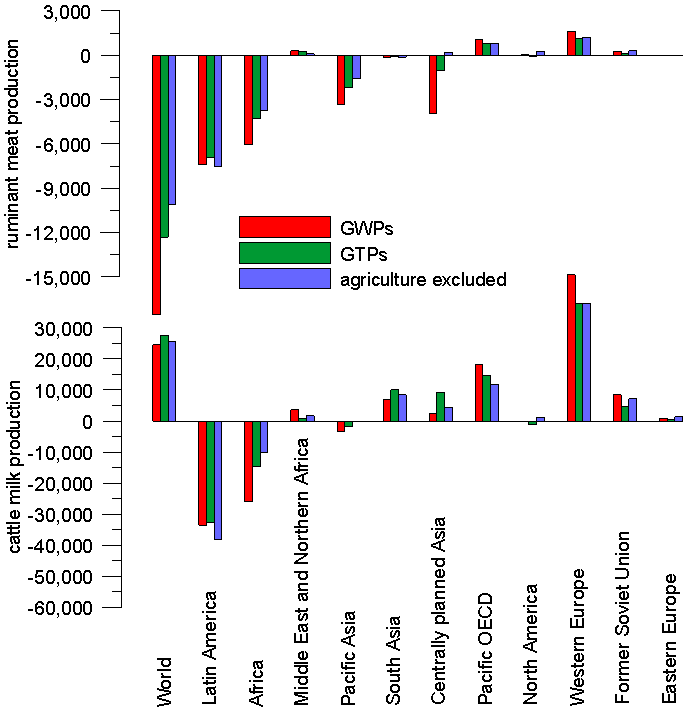 3,000
0
-3,000
-6,000
-9,000
-12,000
-15,000
ruminant meat production
GWPs
GTPs
agriculture excluded
30,000
20,000
10,000
0
-10,000
-20,000
-30,000
-40,000
-50,000
-60,000
cattle milk production
World
Latin America
Africa
Middle East and Northern Africa
Pacific Asia
South Asia
Centrally planned Asia
Pacific OECD
North America
Western Europe
Former Soviet Union
Eastern Europe